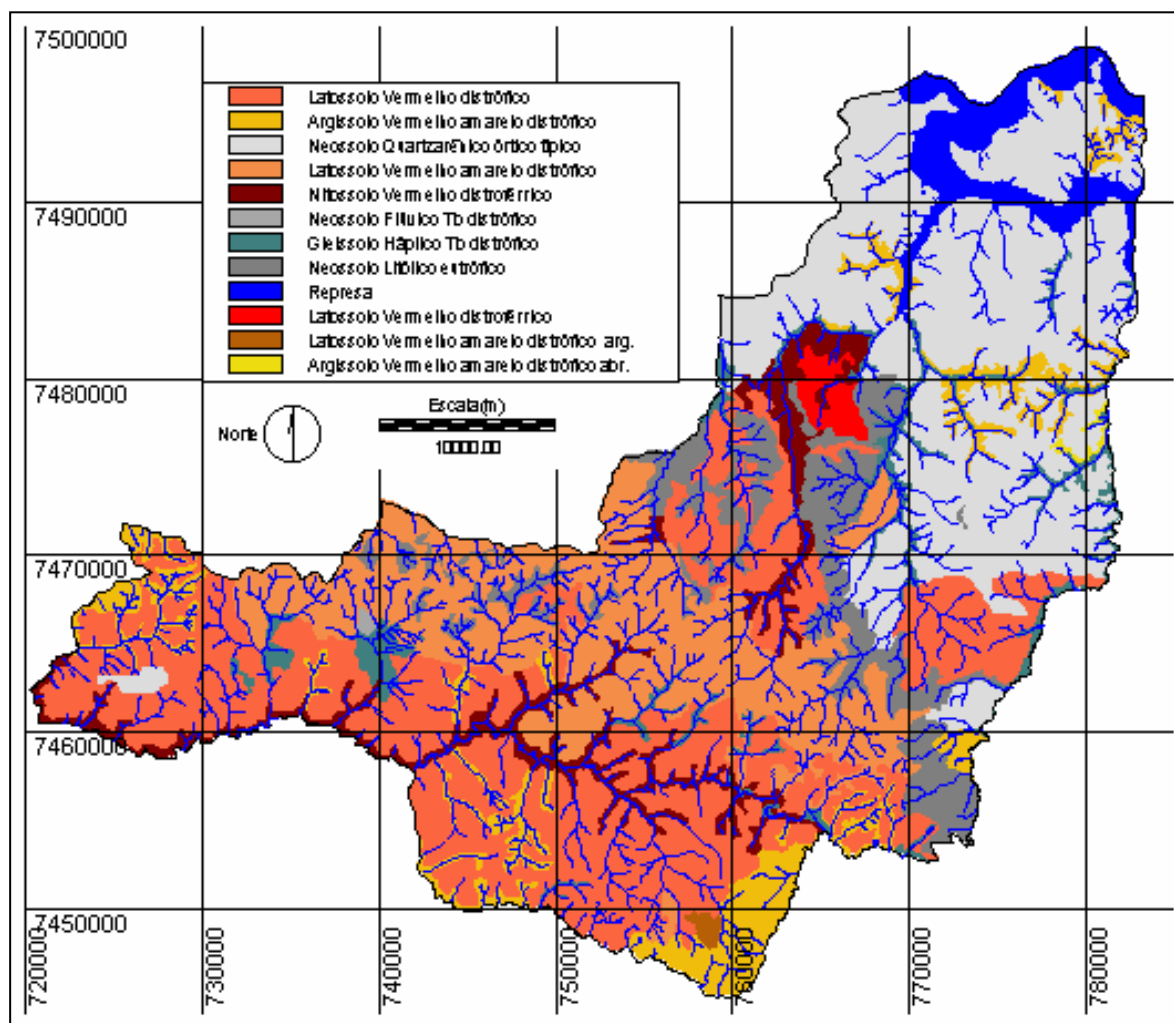 7500000
Latossolo Vermelho distrófico
Argissolo Vermelho amarelo distrófico
Neossolo Quartzarênico órtico típico
Latossolo Vermelho amarelo distrófico
7490000
Nitossolo Vermelho distroférrico
Neossolo Flúvico Tb distrófico
Gleissolo Háplico Tb distrófico
Neossolo Litólico eutrófico
Represa
Latossolo Vermelho distroférrico
Latossolo Vermelho amarelo distrófico arg.
Argissolo Vermelho amarelo distrófico abr.
7480000
Escala(m)
Norte
10000.00
7470000
7460000
7450000
720000
730000
740000
750000
760000
770000
780000